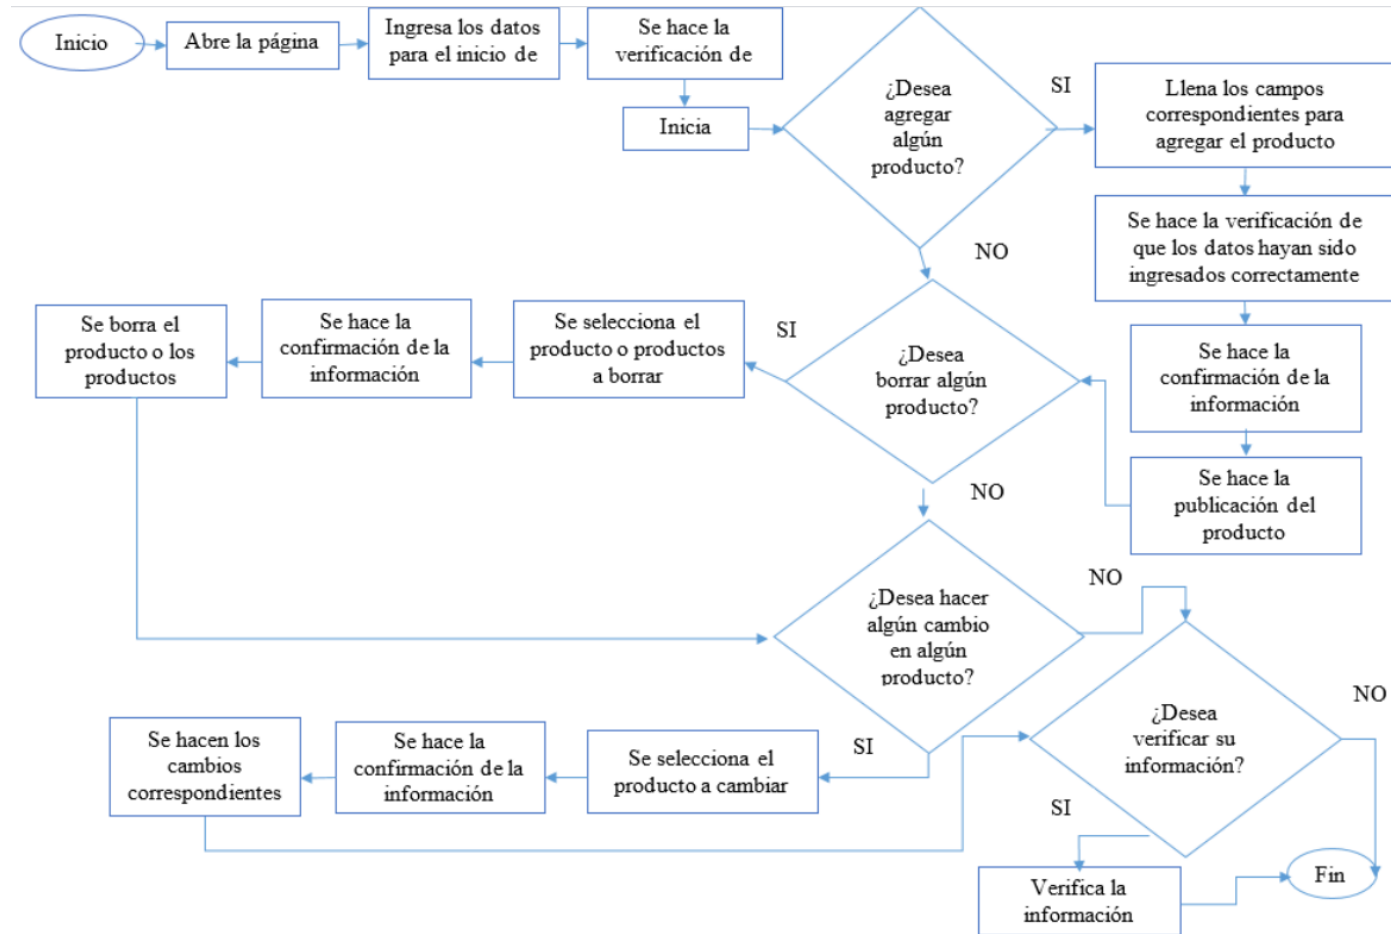 Inicio
Abre la página
Ingresa los datos
para el inicio de
Se hace la
verificación de
Inicia
¿Desea
agregar
algún
producto?
SI
Llena los campos
correspondientes para
agregar el producto
Se hace la verificación de
que los datos hayan sido
ingresados correctamente
Se hace la
confirmación de la
información
Se hace la
publicación del
producto
NO
¿Desea
borrar algún
producto?
SI
Se selecciona el
producto o productos
a borrar
Se hace la
confirmación de la
información
Se borra el
producto o los
productos
NO
¿Desea hacer
algún cambio
en algún
producto?
SI
Se selecciona el
producto a cambiar
Se hace la
confirmación de la
información
Se hacen los
cambios
correspondientes
NO
¿Desea
verificar su
información?
SI
Verifica la
información
NO
Fin